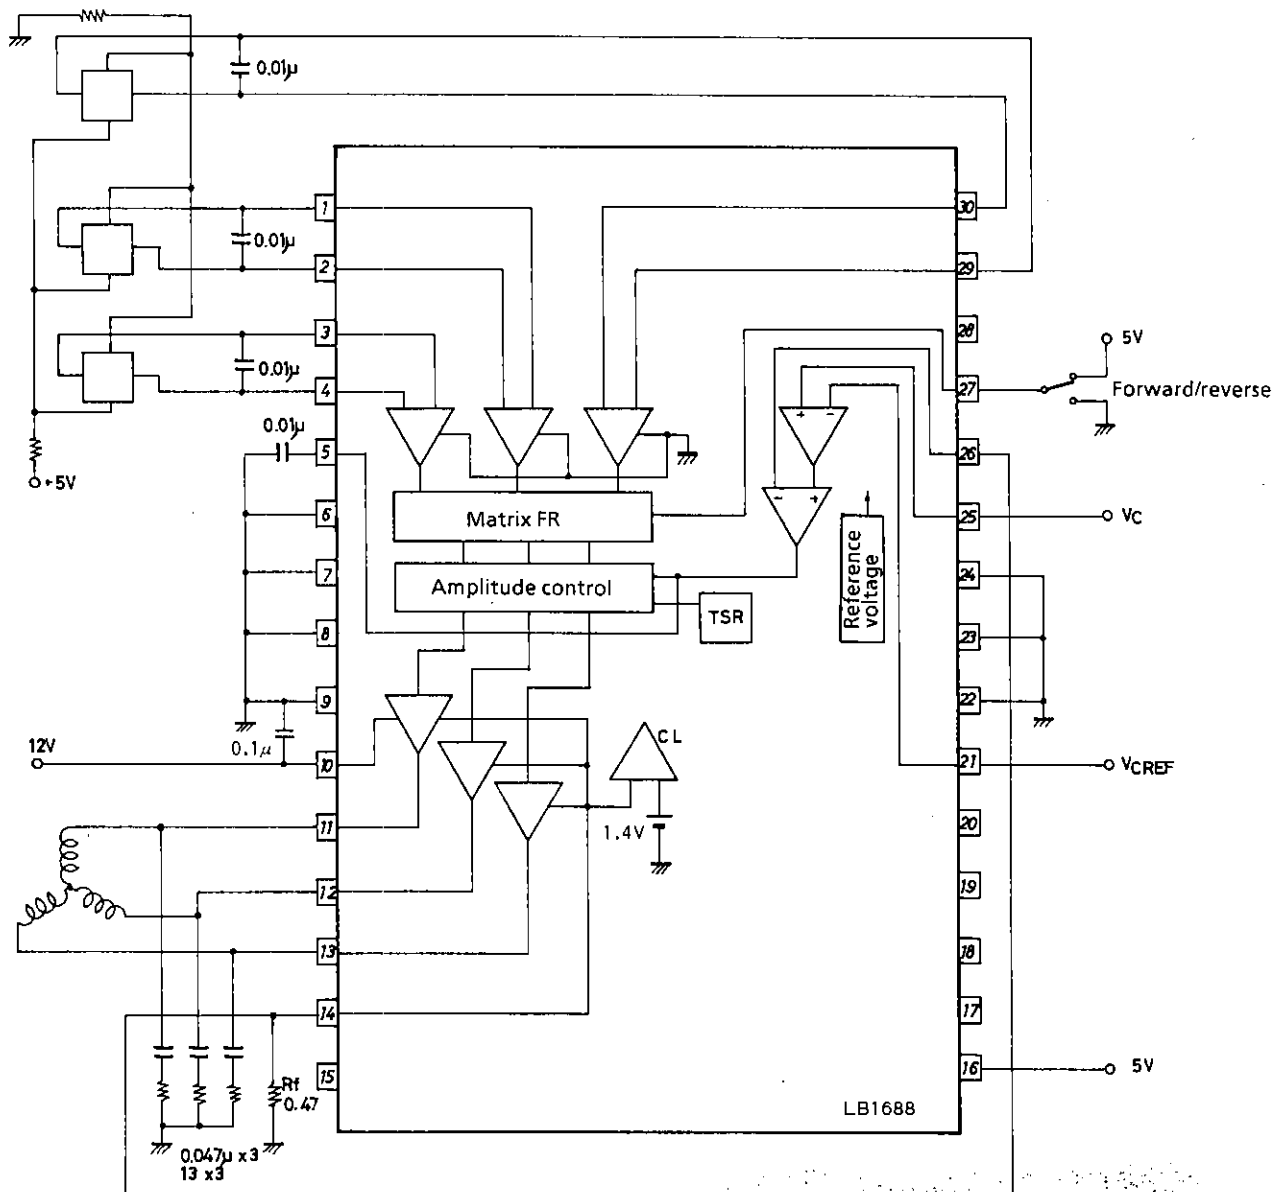 0.01µ
1
30
0.01µ
2
29
3
28
5V
0.01µ
4
27
Forward/reverse
0.01µ
5
+ −
26
+5V
6
Matrix FR
− +
25
VC
7
Amplitude control
Reference voltage
24
TSR
8
23
9
22
0.1µ
12V
10
CL
21
VCREF
1.4V
11
20
12
19
13
18
14
17
15
16
5V
Rf
0.47
LB1688
0.047µ x3
13 x3